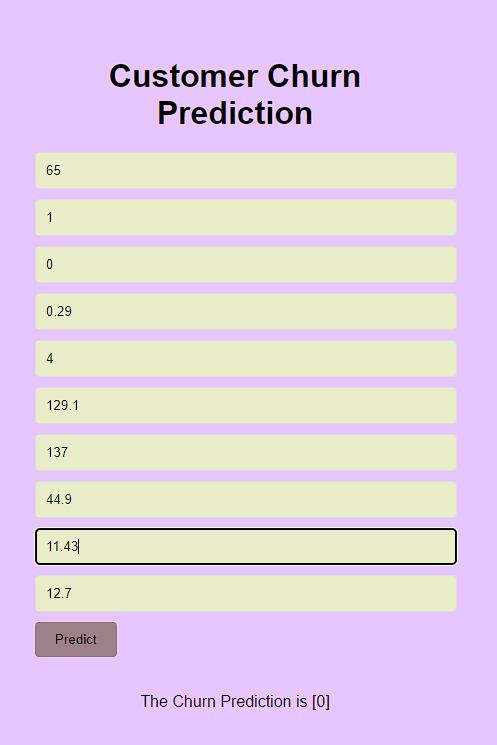 Customer Churn
Prediction
65
1
0
0.29
4
129.1
137
44.9
11.43
12.7
Predict
The Churn Prediction is [0]